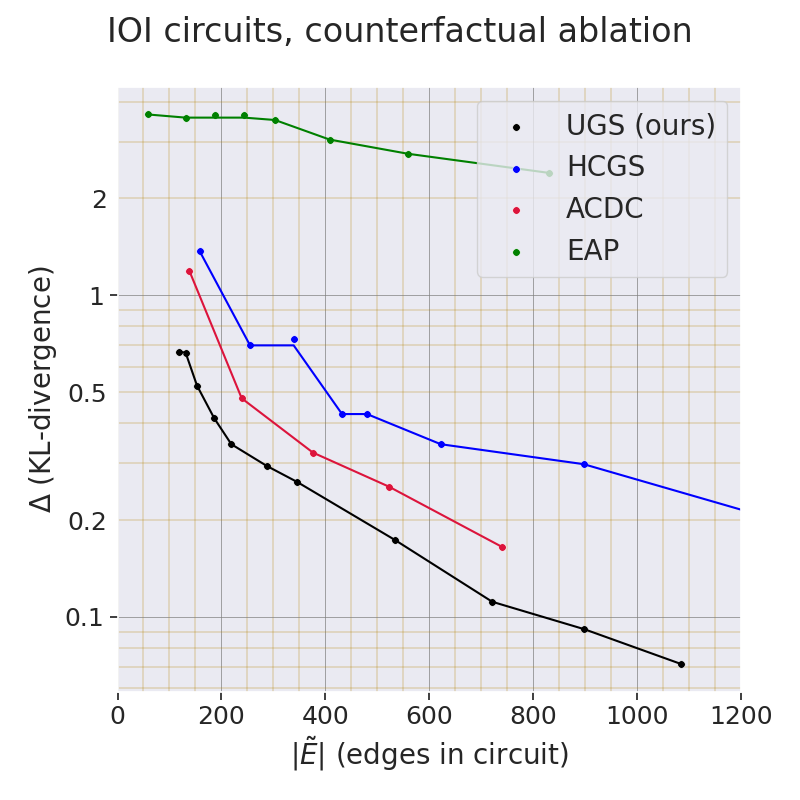 IOI circuits, counterfactual ablation
UGS (ours)
HCGS
ACDC
EAP
2
1
0.5
0.2
0.1
Δ (KL-divergence)
0 200 400 600 800 1000 1200
|Ẽ| (edges in circuit)